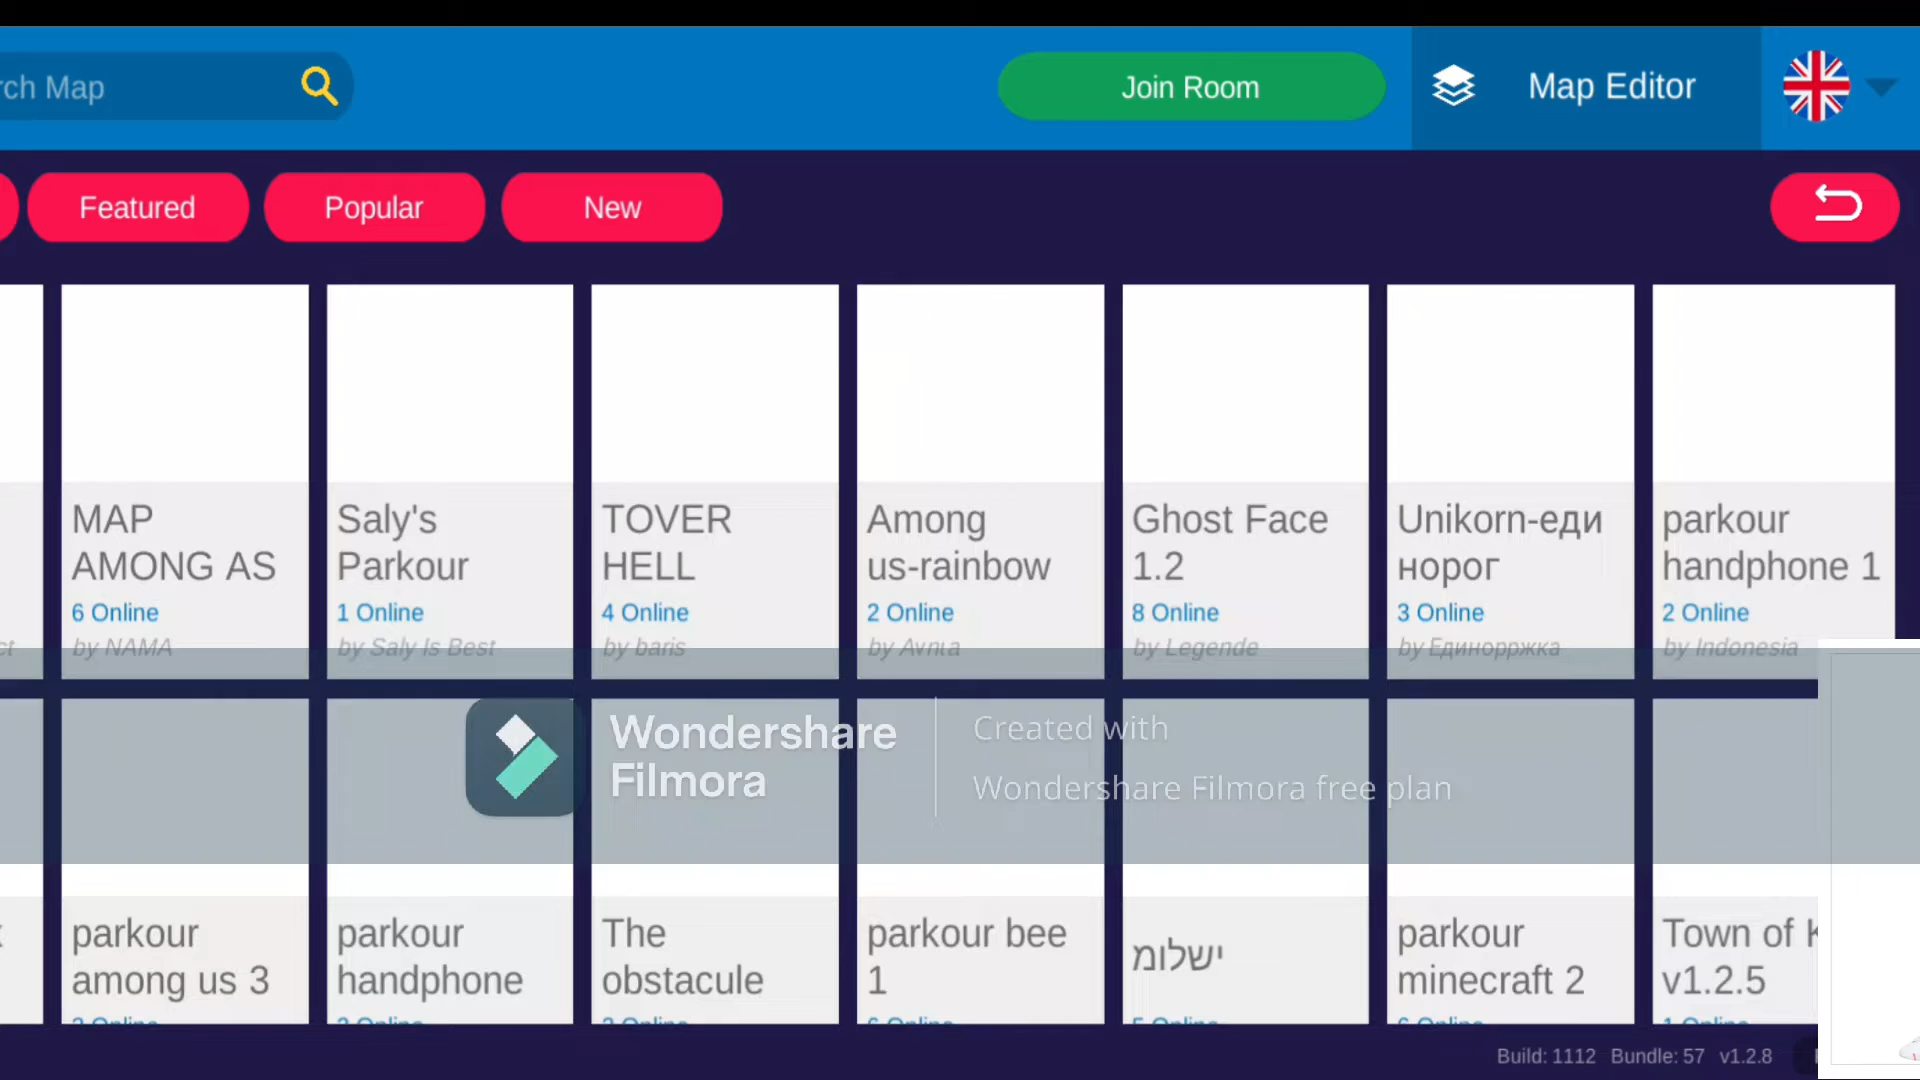 rch Map
Join Room
Map Editor
Featured
Popular
New
MAP
AMONG AS
6 Online
by NAMA
Saly's
Parkour
1 Online
by Saly Is Best
TOVER
HELL
4 Online
by baris
Among
us-rainbow
2 Online
by
Ghost Face
1.2
8 Online
by Legende
Unikorn-еди
норог
3 Online
by Единорржка
parkour
handphone 1
2 Online
by Indonesia
Wondershare
Filmora
Created with
Wondershare Filmora free plan
parkour
among us 3
parkour
handphone
The
obstacule
parkour bee
1
ישלומ
parkour
minecraft 2
Town of
v1.2.5
Build: 1112 Bundle: 57 v1.2.8